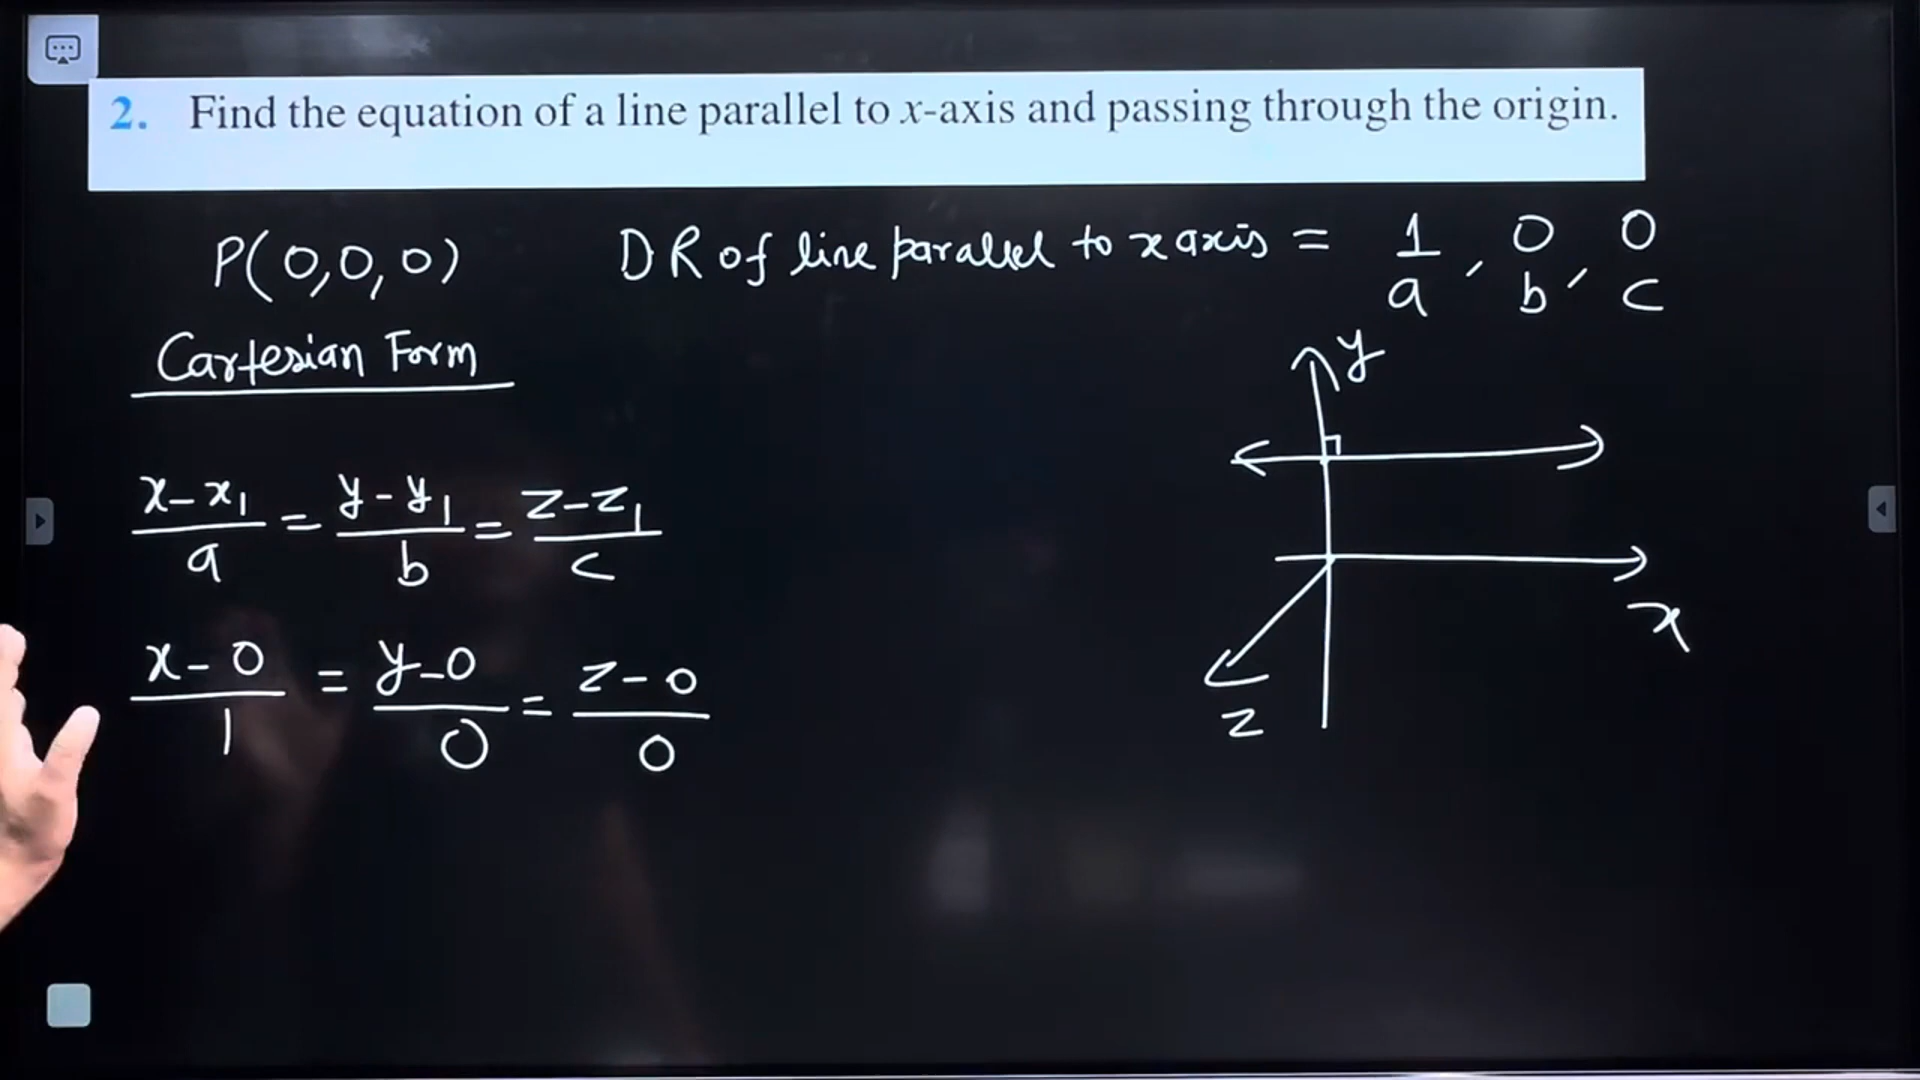 2. Find the equation of a line parallel to x-axis and passing through the origin.
P(0,0,0) DR of line parallel to x axis = 1, 0, 0
a, b, c
Cartesian Form
y
x-x₁/a = y-y₁/b = z-z₁/c
x
x-0/1 = y-0/0 = z-0/0
z